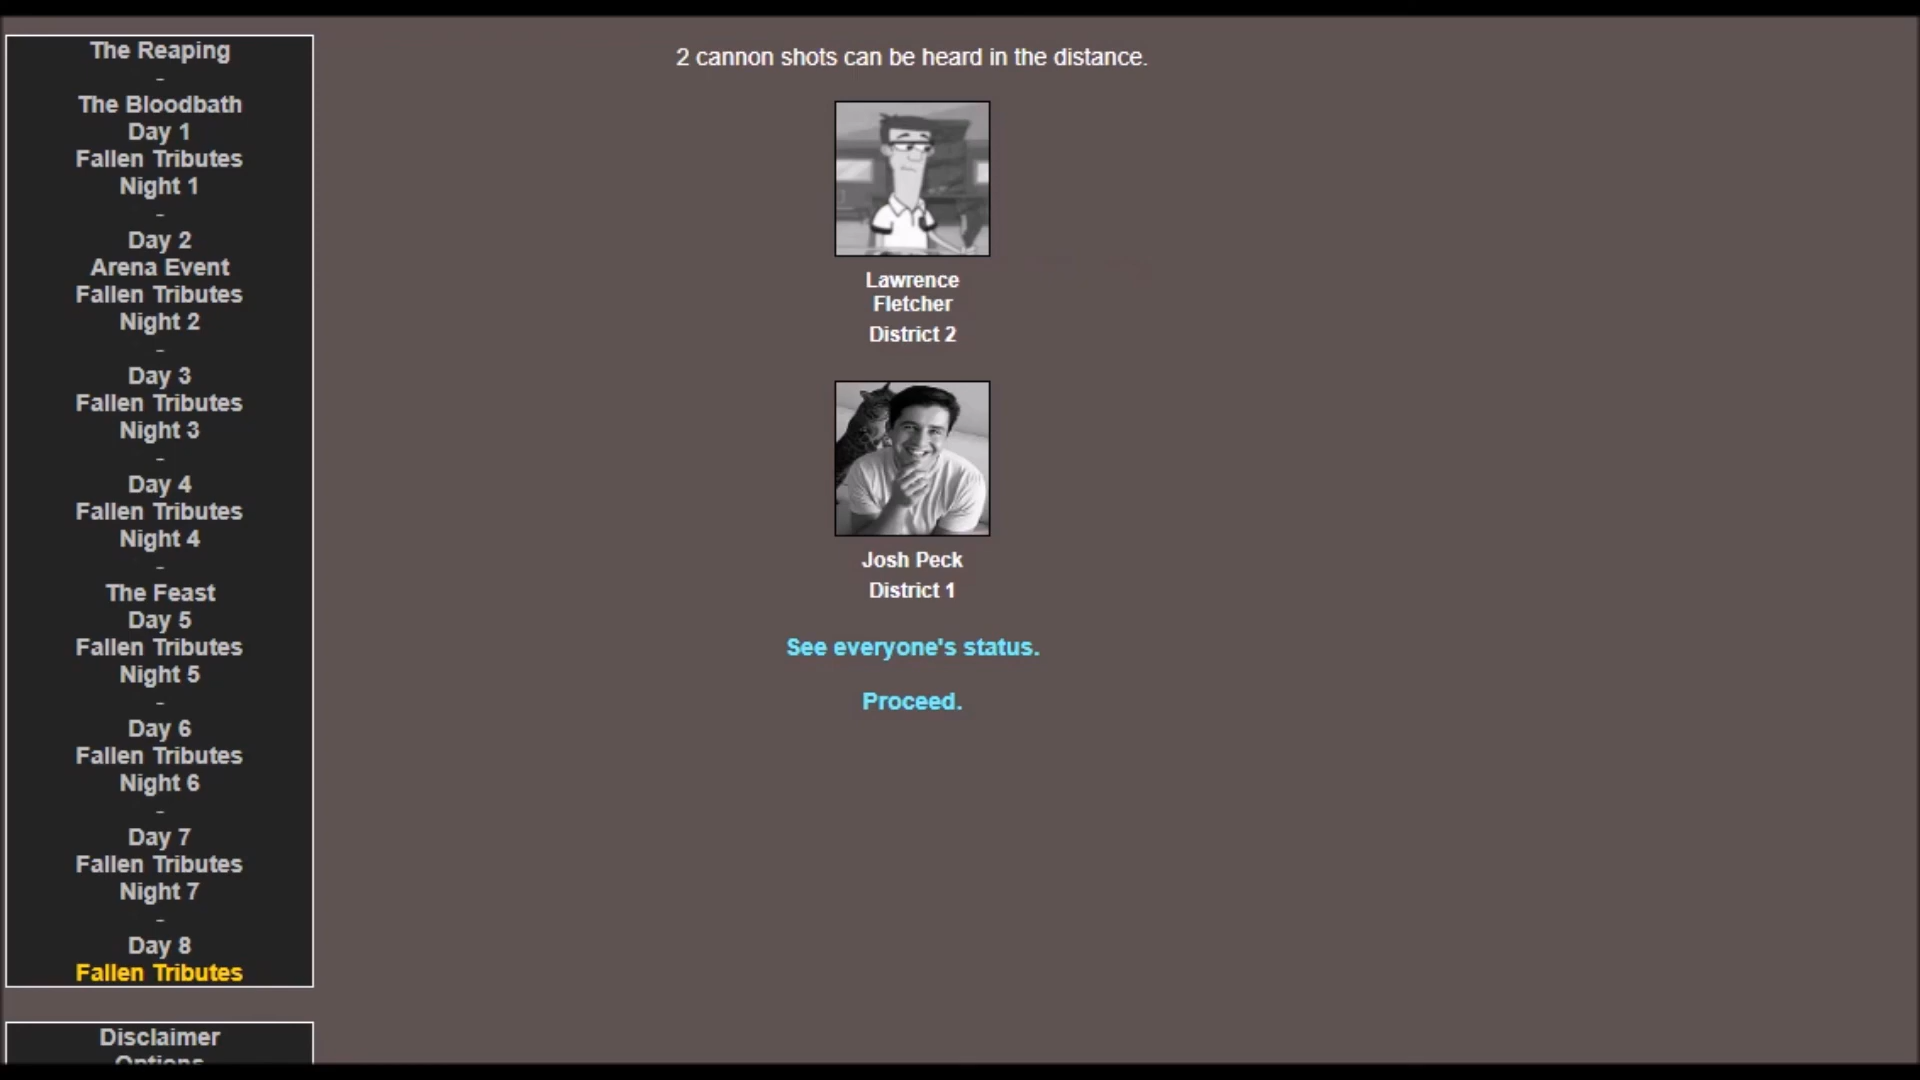 The Reaping
-
The Bloodbath
Day 1
Fallen Tributes
Night 1
-
Day 2
Arena Event
Fallen Tributes
Night 2
-
Day 3
Fallen Tributes
Night 3
-
Day 4
Fallen Tributes
Night 4
-
The Feast
Day 5
Fallen Tributes
Night 5
-
Day 6
Fallen Tributes
Night 6
-
Day 7
Fallen Tributes
Night 7
-
Day 8
Fallen Tributes
Disclaimer
Options
2 cannon shots can be heard in the distance.
Lawrence
Fletcher
District 2
Josh Peck
District 1
See everyone's status.
Proceed.